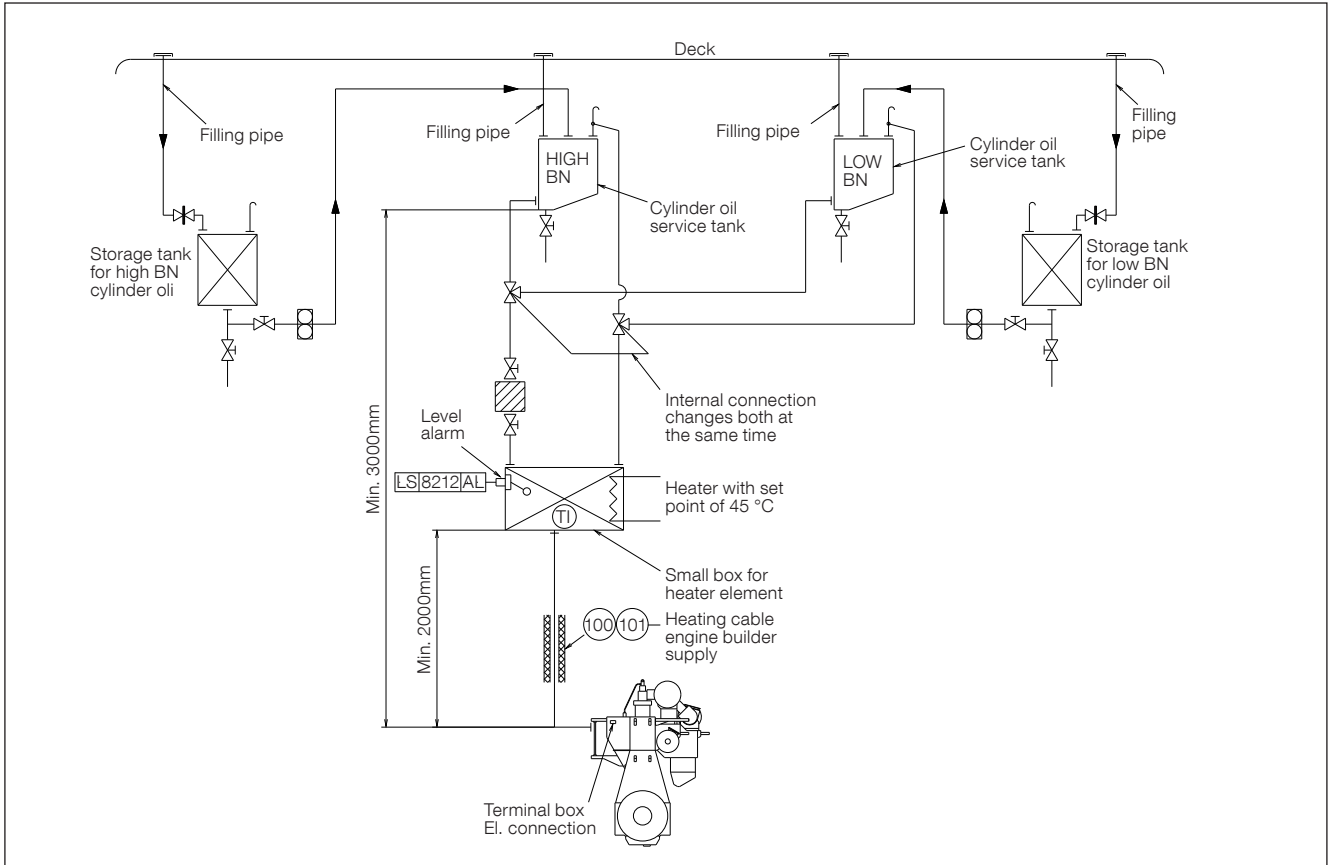 Deck
Filling pipe
Filling pipe
Filling pipe
Filling
pipe
HIGH
BN
LOW
BN
Cylinder oil
service tank
Cylinder oil
service tank
Storage tank
for high BN
cylinder oli
Storage tank
for low BN
cylinder oil
Internal connection
changes both at
the same time
Level
alarm
LS 8212 AL
Min. 3000mm
Heater with set
point of 45 °C
TI
Small box for
heater element
Min. 2000mm
100 101
Heating cable
engine builder
supply
Terminal box
El. connection